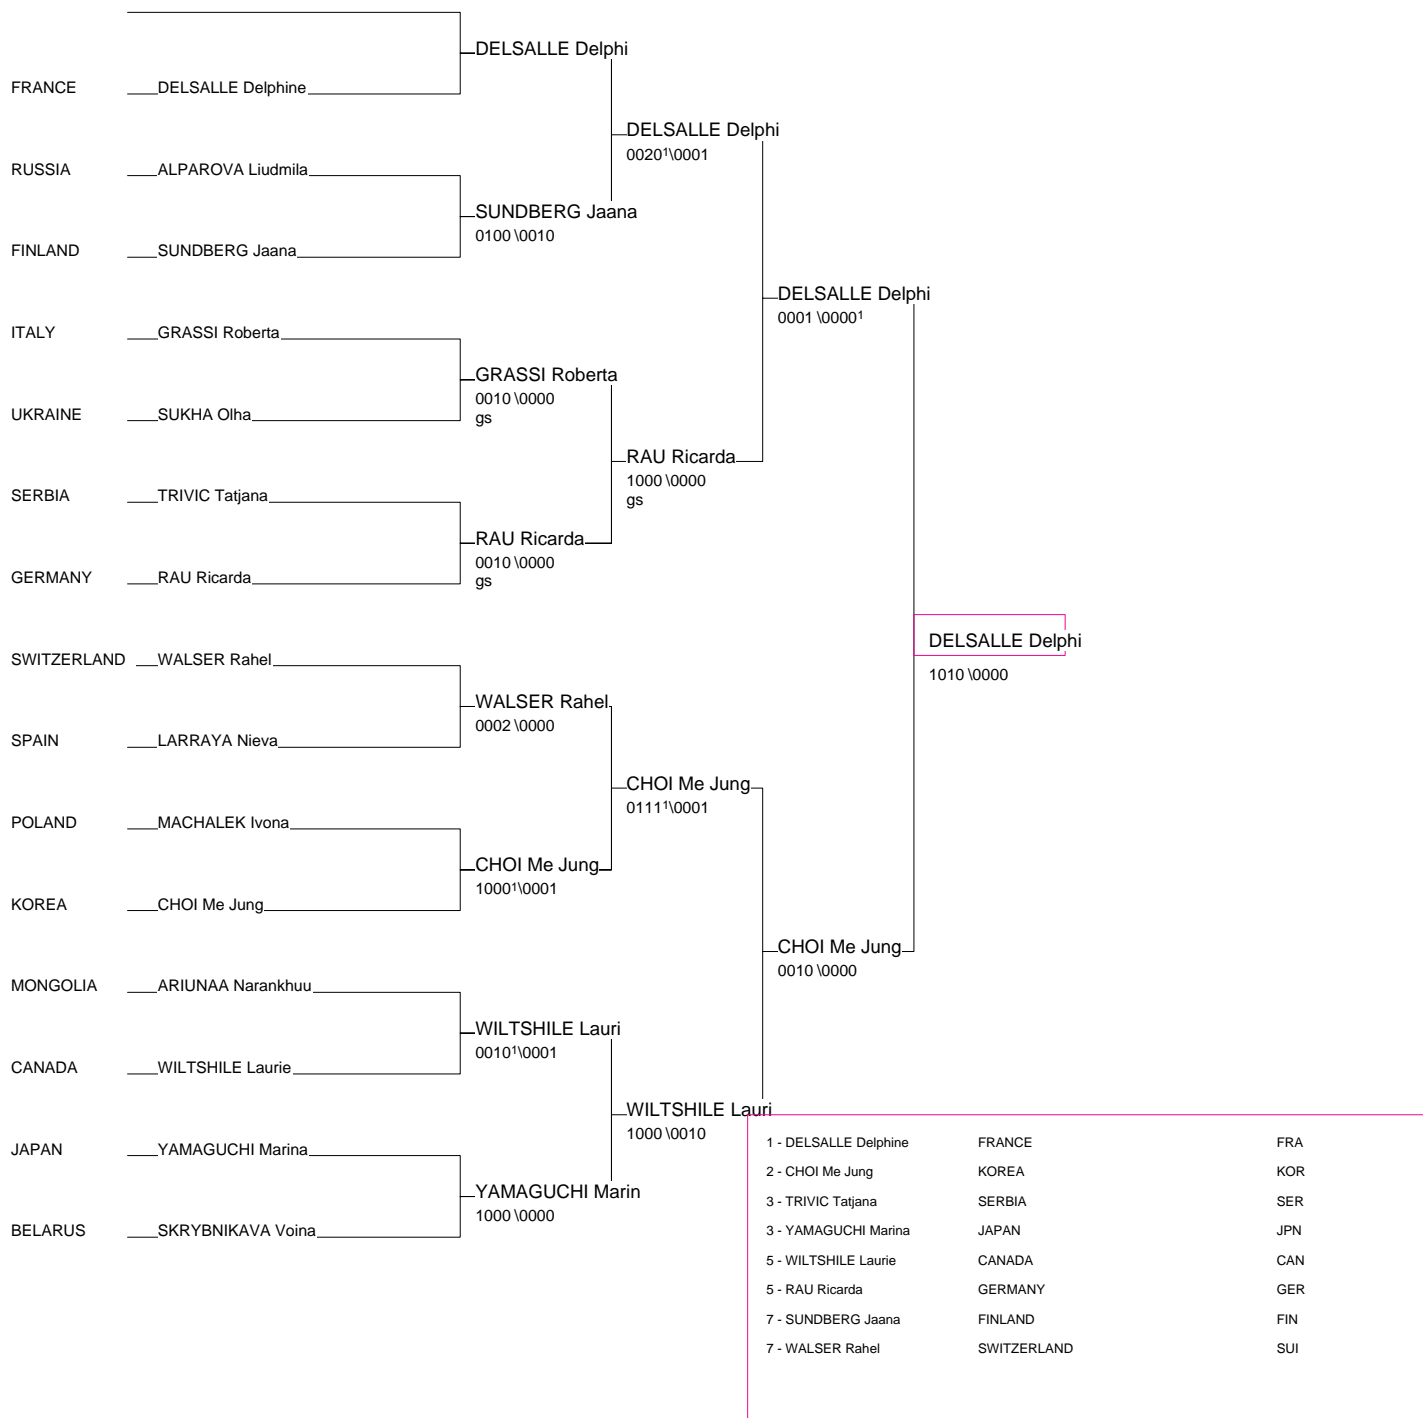 DELSALLE Delphi
FRANCE DELSALLE Delphine
DELSALLE Delphi
0020¹\0001
RUSSIA ALPAROVA Liudmila
SUNDBERG Jaana
0100 \0010
FINLAND SUNDBERG Jaana
DELSALLE Delphi
0001 \0000¹
ITALY GRASSI Roberta
GRASSI Roberta
0010 \0000
gs
UKRAINE SUKHA Olha
RAU Ricarda
1000 \0000
gs
SERBIA TRIVIC Tatjana
RAU Ricarda
0010 \0000
gs
GERMANY RAU Ricarda
DELSALLE Delphi
1010 \0000
SWITZERLAND WALSER Rahel
WALSER Rahel
0002 \0000
SPAIN LARRAYA Nieva
CHOI Me Jung
0111¹\0001
POLAND MACHALEK Ivona
CHOI Me Jung
1000¹\0001
KOREA CHOI Me Jung
CHOI Me Jung
0010 \0000
MONGOLIA ARIUNAA Narankhuu
WILTSHILE Lauri
0010¹\0001
CANADA WILTSHILE Laurie
WILTSHILE Lauri
1000 \0010
JAPAN YAMAGUCHI Marina
YAMAGUCHI Marin
1000 \0000
BELARUS SKRYBNIKAVA Voina
1 - DELSALLE Delphine FRANCE FRA
2 - CHOI Me Jung KOREA KOR
3 - TRIVIC Tatjana SERBIA SER
3 - YAMAGUCHI Marina JAPAN JPN
5 - WILTSHILE Laurie CANADA CAN
5 - RAU Ricarda GERMANY GER
7 - SUNDBERG Jaana FINLAND FIN
7 - WALSER Rahel SWITZERLAND SUI